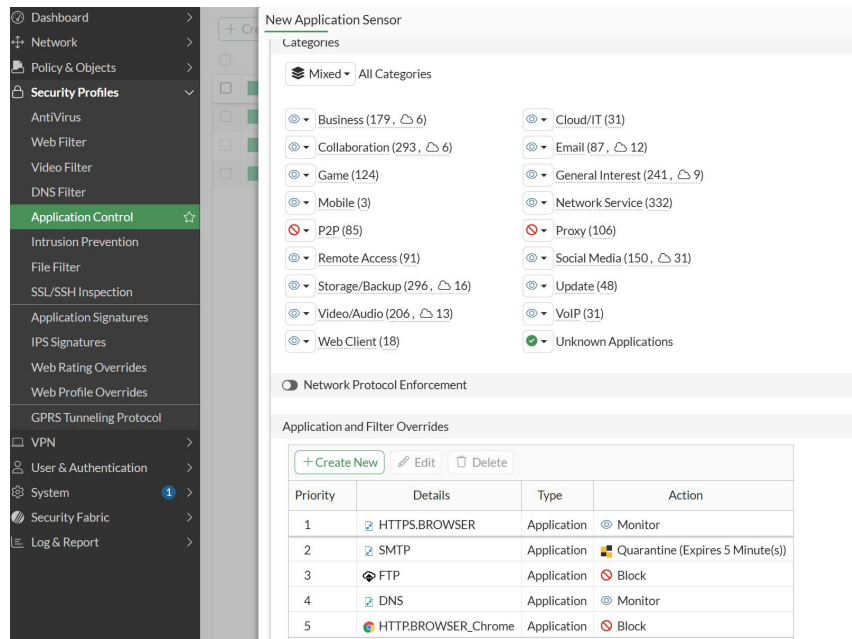 Dashboard
Network
Policy & Objects
Security Profiles
AntiVirus
Web Filter
Video Filter
DNS Filter
Application Control
Intrusion Prevention
File Filter
SSL/SSH Inspection
Application Signatures
IPS Signatures
Web Rating Overrides
Web Profile Overrides
GPRS Tunneling Protocol
VPN
User & Authentication
System 1
Security Fabric
Log & Report
New Application Sensor
Categories
Mixed All Categories
Business (179, 6) Cloud/IT (31)
Collaboration (293, 6) Email (87, 12)
Game (124) General Interest (241, 9)
Mobile (3) Network Service (332)
P2P (85) Proxy (106)
Remote Access (91) Social Media (150, 31)
Storage/Backup (296, 16) Update (48)
Video/Audio (206, 13) VoIP (31)
Web Client (18) Unknown Applications
Network Protocol Enforcement
Application and Filter Overrides
+ Create New Edit Delete
Priority Details Type Action
1 HTTPS.BROWSER Application Monitor
2 SMTP Application Quarantine (Expires 5 Minute(s))
3 FTP Application Block
4 DNS Application Monitor
5 HTTP.BROWSER_Chrome Application Block